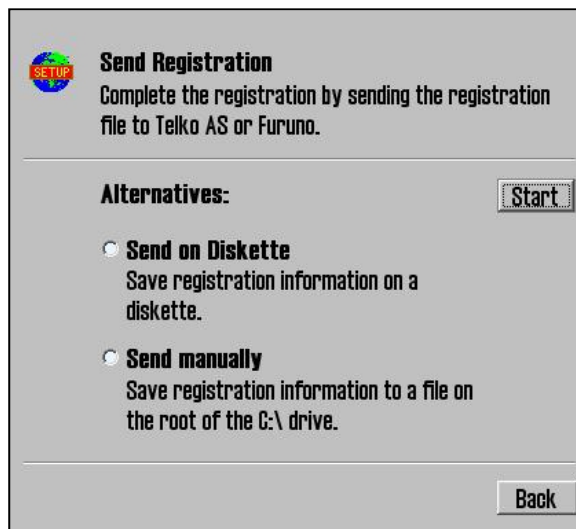 SETUP
Send Registration
Complete the registration by sending the registration
file to Telko AS or Furuno.
Alternatives:
Start
Send on Diskette
Save registration information on a
diskette.
Send manually
Save registration information to a file on
the root of the C:\ drive.
Back